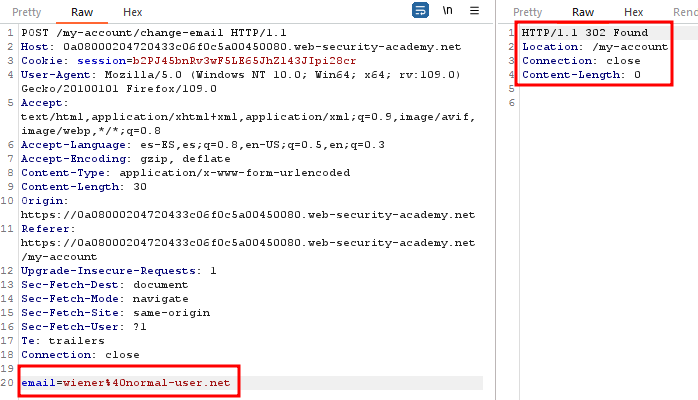 Pretty Raw Hex \n
1 POST /my-account/change-email HTTP/1.1
2 Host: 0a0800204720433c06f0c5a00450080.web-security-academy.net
3 Cookie: session=b2PJ45bnRv3wF5LE65JhZl43JIpi28cr
4 User-Agent: Mozilla/5.0 (Windows NT 10.0; Win64; x64; rv:109.0)
Gecko/20100101 Firefox/109.0
5 Accept:
text/html,application/xhtml+xml,application/xml;q=0.9,image/avif,
image/webp,*/*;q=0.8
6 Accept-Language: es-ES,es;q=0.8,en-US;q=0.5,en;q=0.3
7 Accept-Encoding: gzip, deflate
8 Content-Type: application/x-www-form-urlencoded
9 Content-Length: 30
10 Origin:
https://0a0800204720433c06f0c5a00450080.web-security-academy.net
11 Referer:
https://0a0800204720433c06f0c5a00450080.web-security-academy.net
/my-account
12 Upgrade-Insecure-Requests: 1
13 Sec-Fetch-Dest: document
14 Sec-Fetch-Mode: navigate
15 Sec-Fetch-Site: same-origin
16 Sec-Fetch-User: ?1
17 Te: trailers
18 Connection: close
19
20 email=wiener%40normal-user.net
Pretty Raw Hex Ren
1 HTTP/1.1 302 Found
2 Location: /my-account
3 Connection: close
4 Content-Length: 0
5
6